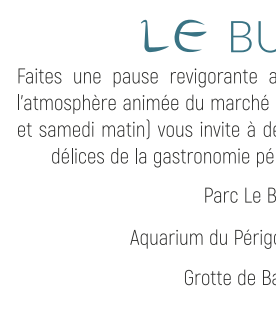 LE BU
Faites une pause revigorante a
l'atmosphère animée du marché
et samedi matin) vous invite à dé
délices de la gastronomie pé
Parc Le B
Aquarium du Périgo
Grotte de Ba